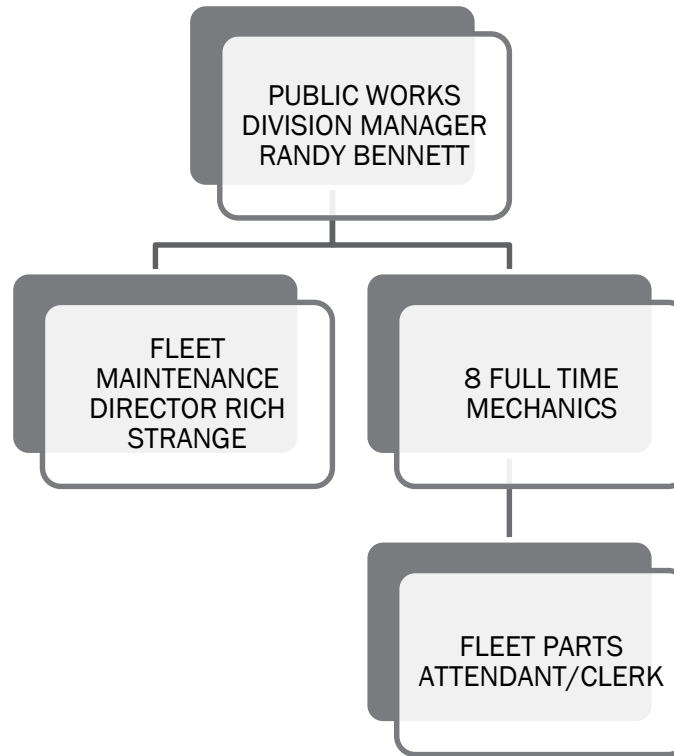 PUBLIC WORKS
DIVISION MANAGER
RANDY BENNETT
FLEET
MAINTENANCE
DIRECTOR RICH
STRANGE
8 FULL TIME
MECHANICS
FLEET PARTS
ATTENDANT/CLERK